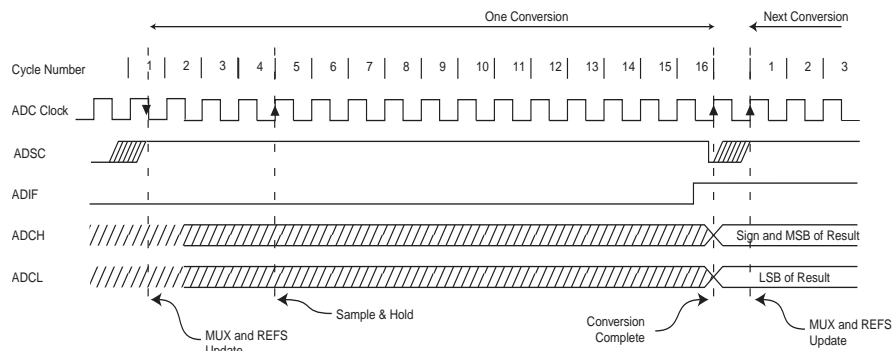 One Conversion
Next Conversion
Cycle Number
1 2 3 4 5 6 7 8 9 10 11 12 13 14 15 16 1 2 3
ADC Clock
ADSC
ADIF
ADCH
Sign and MSB of Result
ADCL
LSB of Result
MUX and REFS
Update
Sample & Hold
Conversion
Complete
MUX and REFS
Update